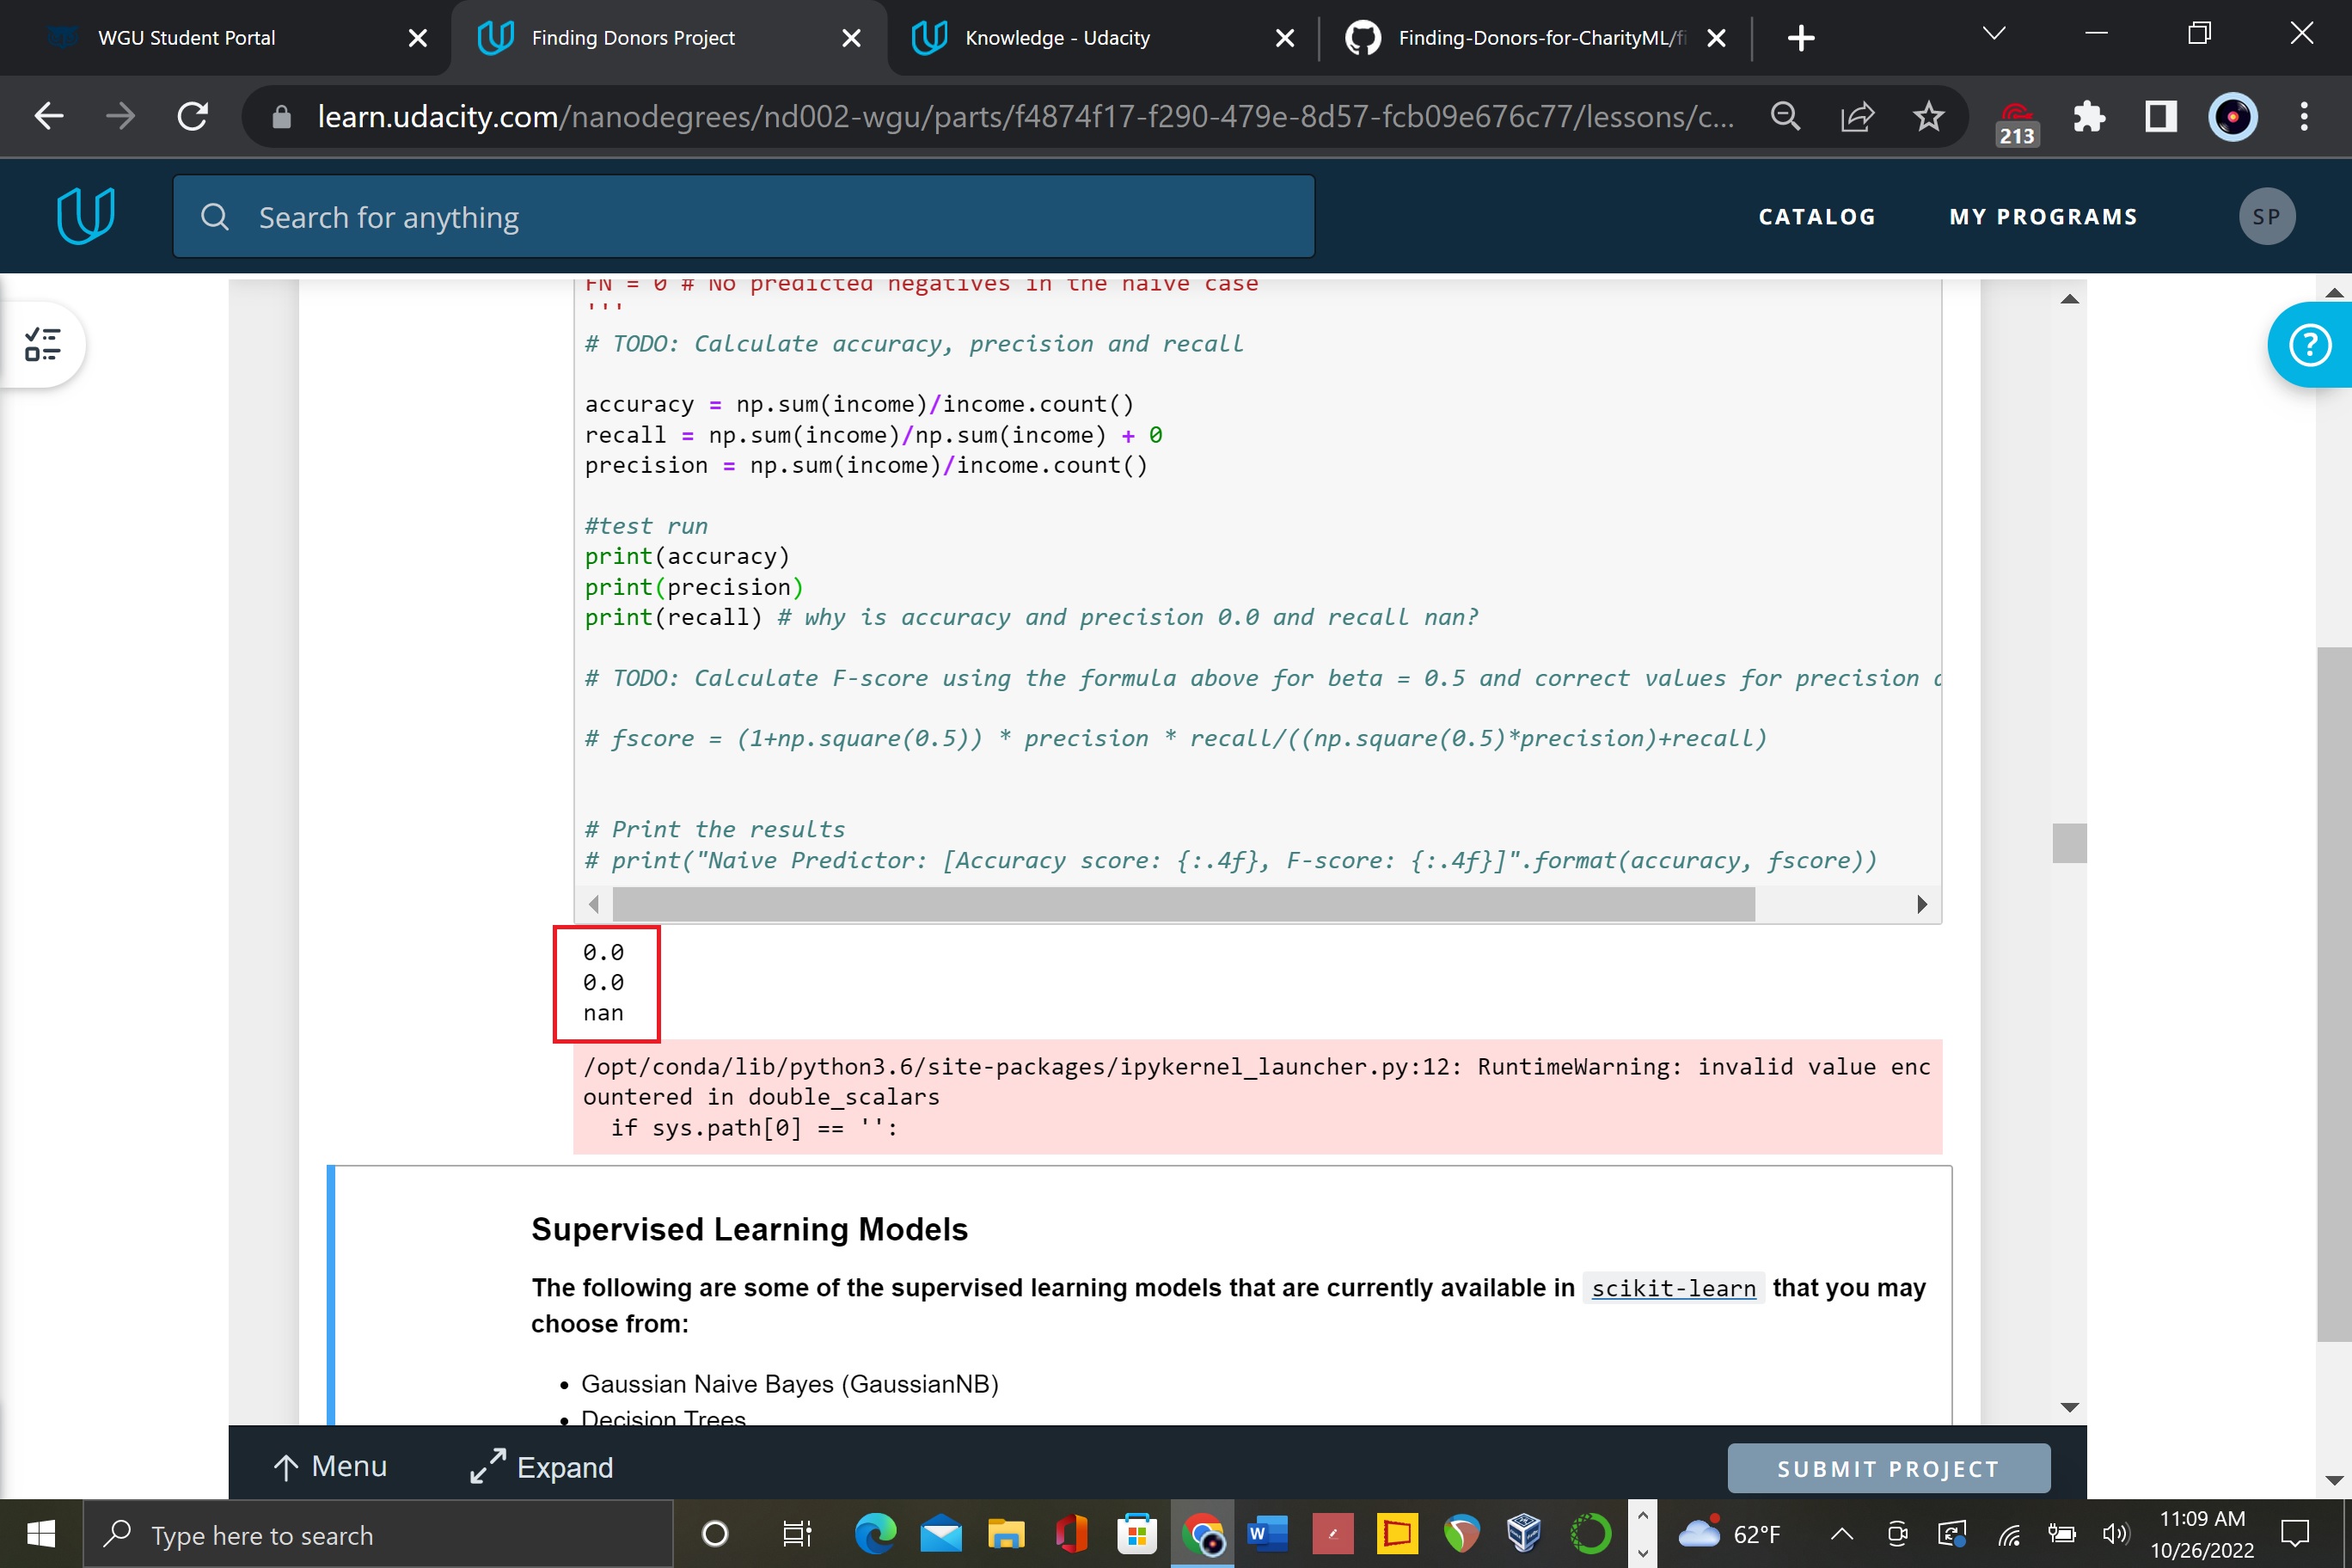 WGU Student Portal
Finding Donors Project
Knowledge - Udacity
Finding-Donors-for-CharityML/fi
learn.udacity.com/nanodegrees/nd002-wgu/parts/f4874f17-f290-479e-8d57-fcb09e676c77/lessons/c...
213
Search for anything
CATALOG
MY PROGRAMS
SP
FN = 0 # No predicted negatives in the naive case
'''
# TODO: Calculate accuracy, precision and recall
accuracy = np.sum(income)/income.count()
recall = np.sum(income)/np.sum(income) + 0
precision = np.sum(income)/income.count()
#test run
print(accuracy)
print(precision)
print(recall) # why is accuracy and precision 0.0 and recall nan?
# TODO: Calculate F-score using the formula above for beta = 0.5 and correct values for precision
# fscore = (1+np.square(0.5)) * precision * recall/((np.square(0.5)*precision)+recall)
# Print the results
# print("Naive Predictor: [Accuracy score: {:.4f}, F-score: {:.4f}]".format(accuracy, fscore))
0.0
0.0
nan
/opt/conda/lib/python3.6/site-packages/ipykernel_launcher.py:12: RuntimeWarning: invalid value enc
ountered in double_scalars
if sys.path[0] == '':
Supervised Learning Models
The following are some of the supervised learning models that are currently available in scikit-learn that you may
choose from:
• Gaussian Naive Bayes (GaussianNB)
• Decision Trees
Menu
Expand
SUBMIT PROJECT
?
Type here to search
62°F
11:09 AM
10/26/2022